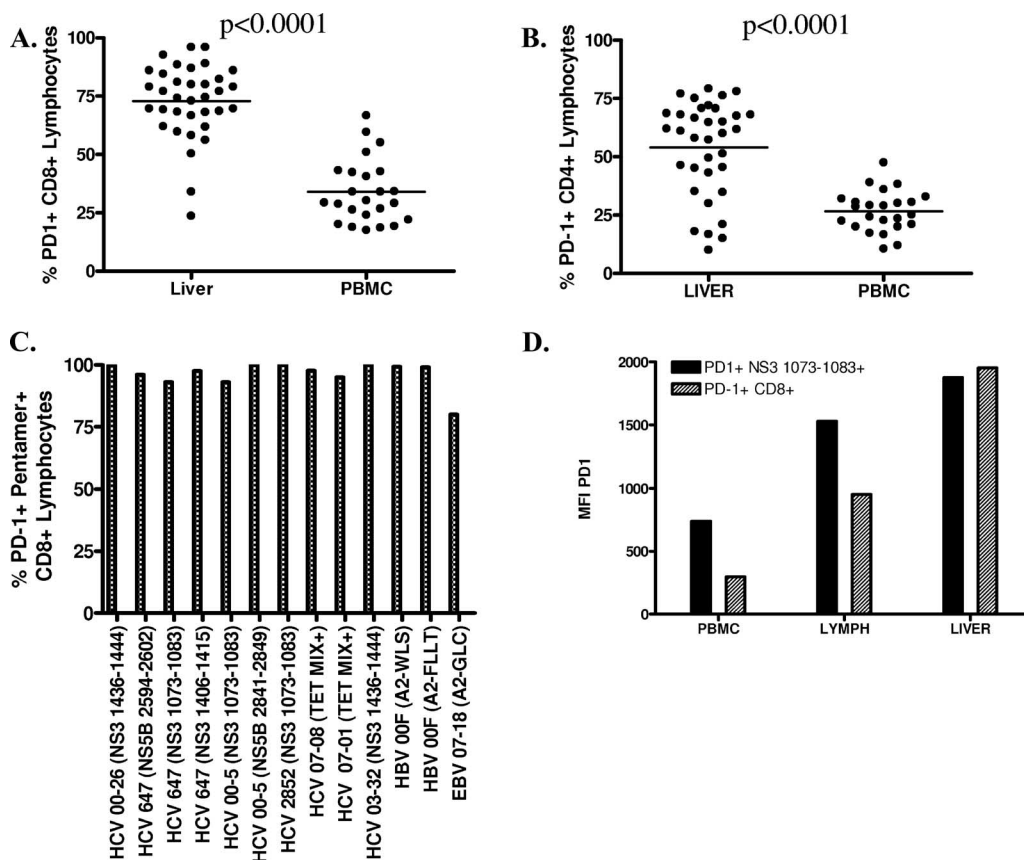 A.
p<0.0001
% PD1+ CD8+ Lymphocytes
100
75
50
25
0
Liver
PBMC
B.
p<0.0001
% PD-1+ CD4+ Lymphocytes
100
75
50
25
0
LIVER
PBMC
C.
% PD-1+ Pentamer+
CD8+ Lymphocytes
100
75
50
25
0
HCV 00-26 (NS3 1436-1444)
HCV 647 (NS5B 2594-2602)
HCV 647 (NS3 1073-1083)
HCV 647 (NS3 1406-1415)
HCV 00-5 (NS3 1073-1083)
HCV 00-5 (NS5B 2841-2849)
HCV 2852 (NS3 1073-1083)
HCV 07-08 (TET MIX+)
HCV 07-01 (TET MIX+)
HCV 03-32 (NS3 1436-1444)
HBV 00F (A2-WLS)
HBV 00F (A2-FLLT)
EBV 07-18 (A2-GLC)
D.
MFI PD1
2000
1500
1000
500
0
PD1+ NS3 1073-1083+
PD-1+ CD8+
PBMC
LYMPH
LIVER